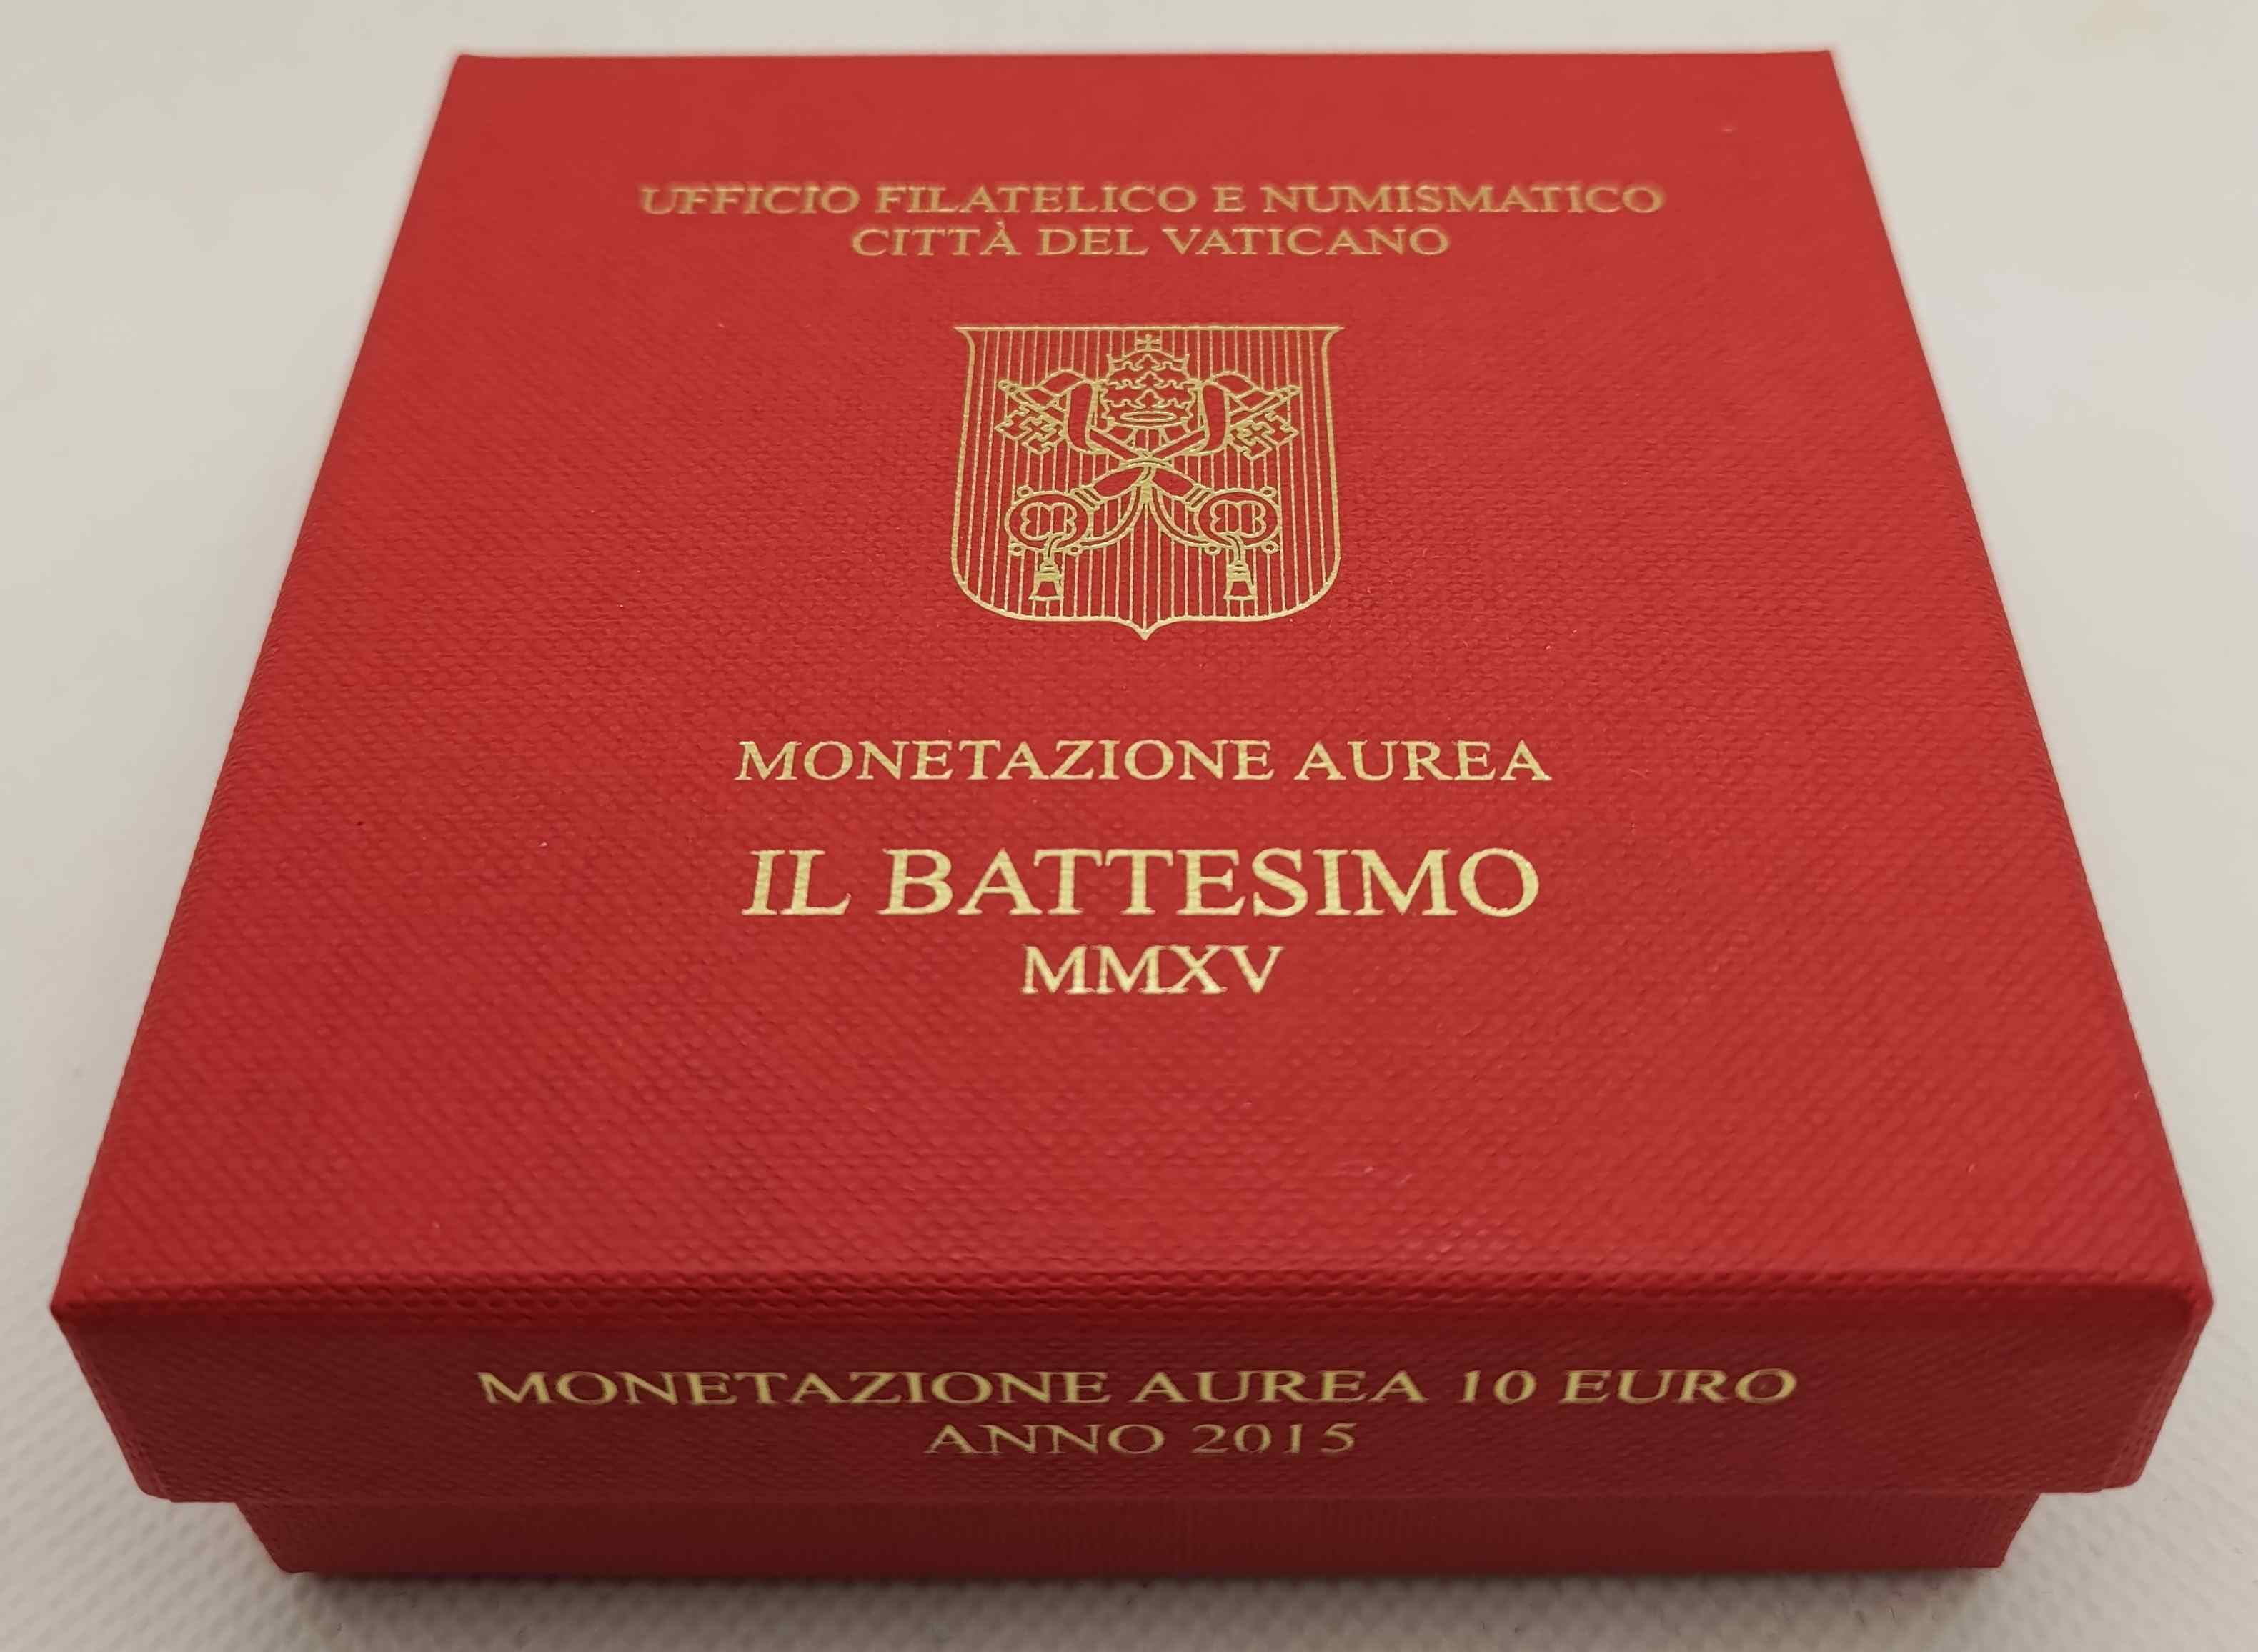 UFFICIO FILATELICO E NUMISMATICO
CITTÀ DEL VATICANO
MONETAZIONE AUREA
IL BATTESIMO
MMXV
MONETAZIONE AUREA 10 EURO
ANNO 2015